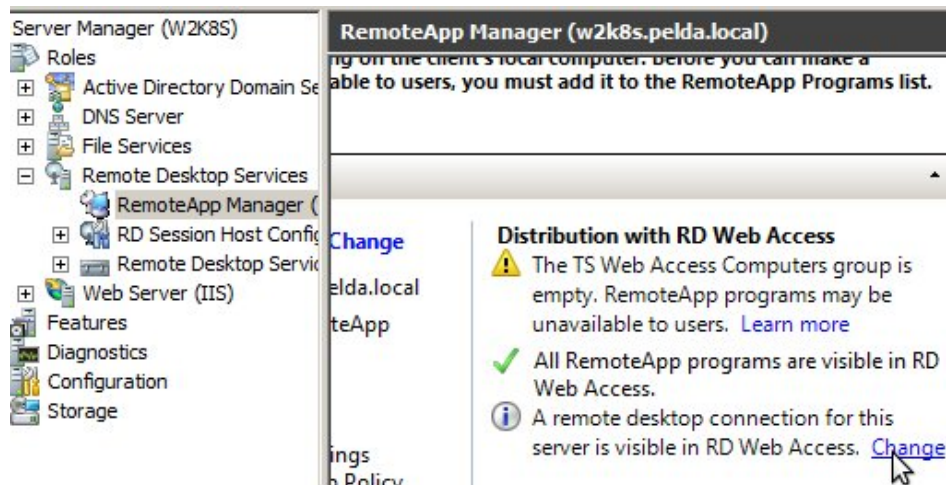 Server Manager (W2K8S)
Roles
Active Directory Domain Se
DNS Server
File Services
Remote Desktop Services
RemoteApp Manager (
RD Session Host Config
Remote Desktop Servic
Web Server (IIS)
Features
Diagnostics
Configuration
Storage
RemoteApp Manager (w2k8s.pelda.local)
ng on the client's local computer. Before you can make a
able to users, you must add it to the RemoteApp Programs list.
Change
elda.local
teApp
ings
n Policy
Distribution with RD Web Access
The TS Web Access Computers group is
empty. RemoteApp programs may be
unavailable to users. Learn more
All RemoteApp programs are visible in RD
Web Access.
A remote desktop connection for this
server is visible in RD Web Access. Change